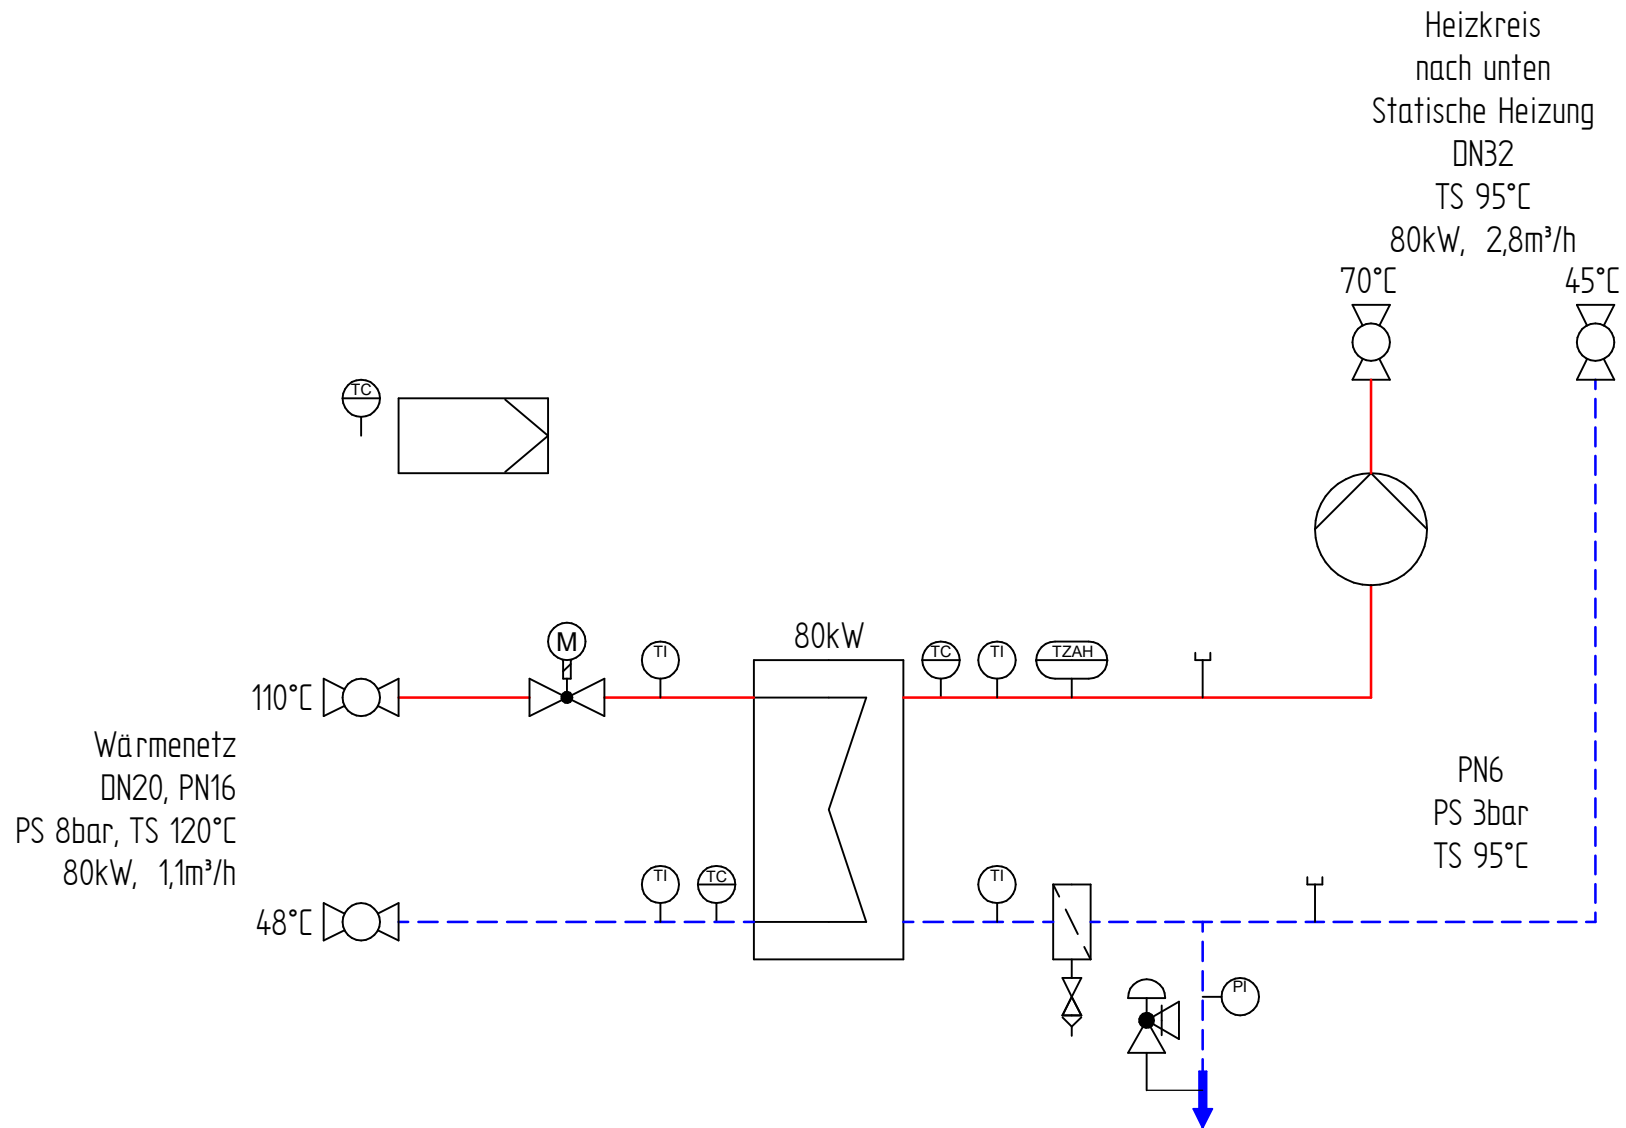 Heizkreis
nach unten
Statische Heizung
DN32
TS 95°C
80kW, 2,8m³/h
70°C
45°C
TC
M
TI
80kW
TC
TI
TZAH
110°C
Wärmenetz
DN20, PN16
PS 8bar, TS 120°C
80kW, 1,1m³/h
PN6
PS 3bar
TS 95°C
48°C
TI
TC
TI
PI